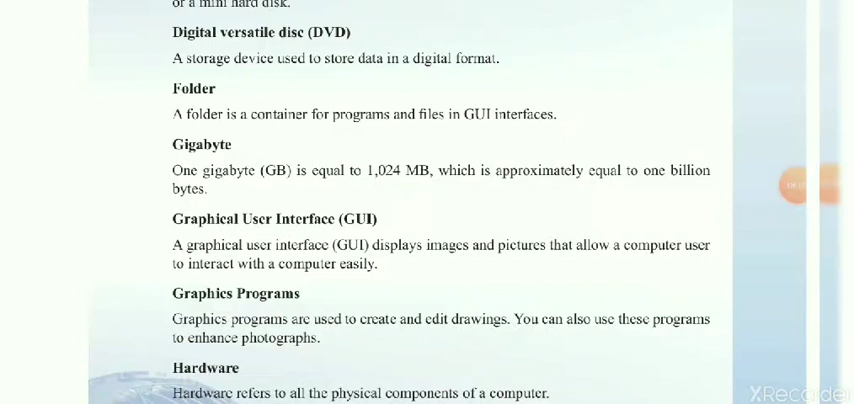 or a mini hard disk.
Digital versatile disc (DVD)
A storage device used to store data in a digital format.
Folder
A folder is a container for programs and files in GUI interfaces.
Gigabyte
One gigabyte (GB) is equal to 1,024 MB, which is approximately equal to one billion
bytes.
Graphical User Interface (GUI)
A graphical user interface (GUI) displays images and pictures that allow a computer user
to interact with a computer easily.
Graphics Programs
Graphics programs are used to create and edit drawings. You can also use these programs
to enhance photographs.
Hardware
Hardware refers to all the physical components of a computer.
XRecorder